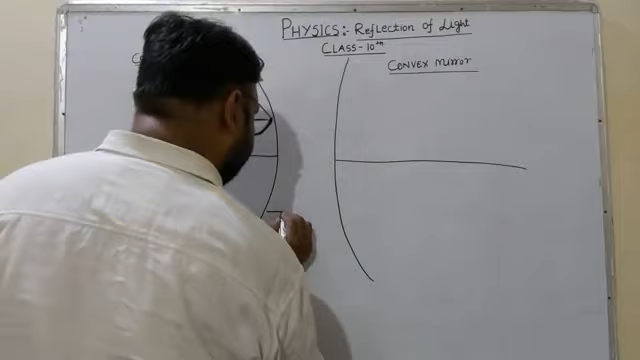 PHYSICS: Reflection of Light
CLASS-10th
CONVEX mirror